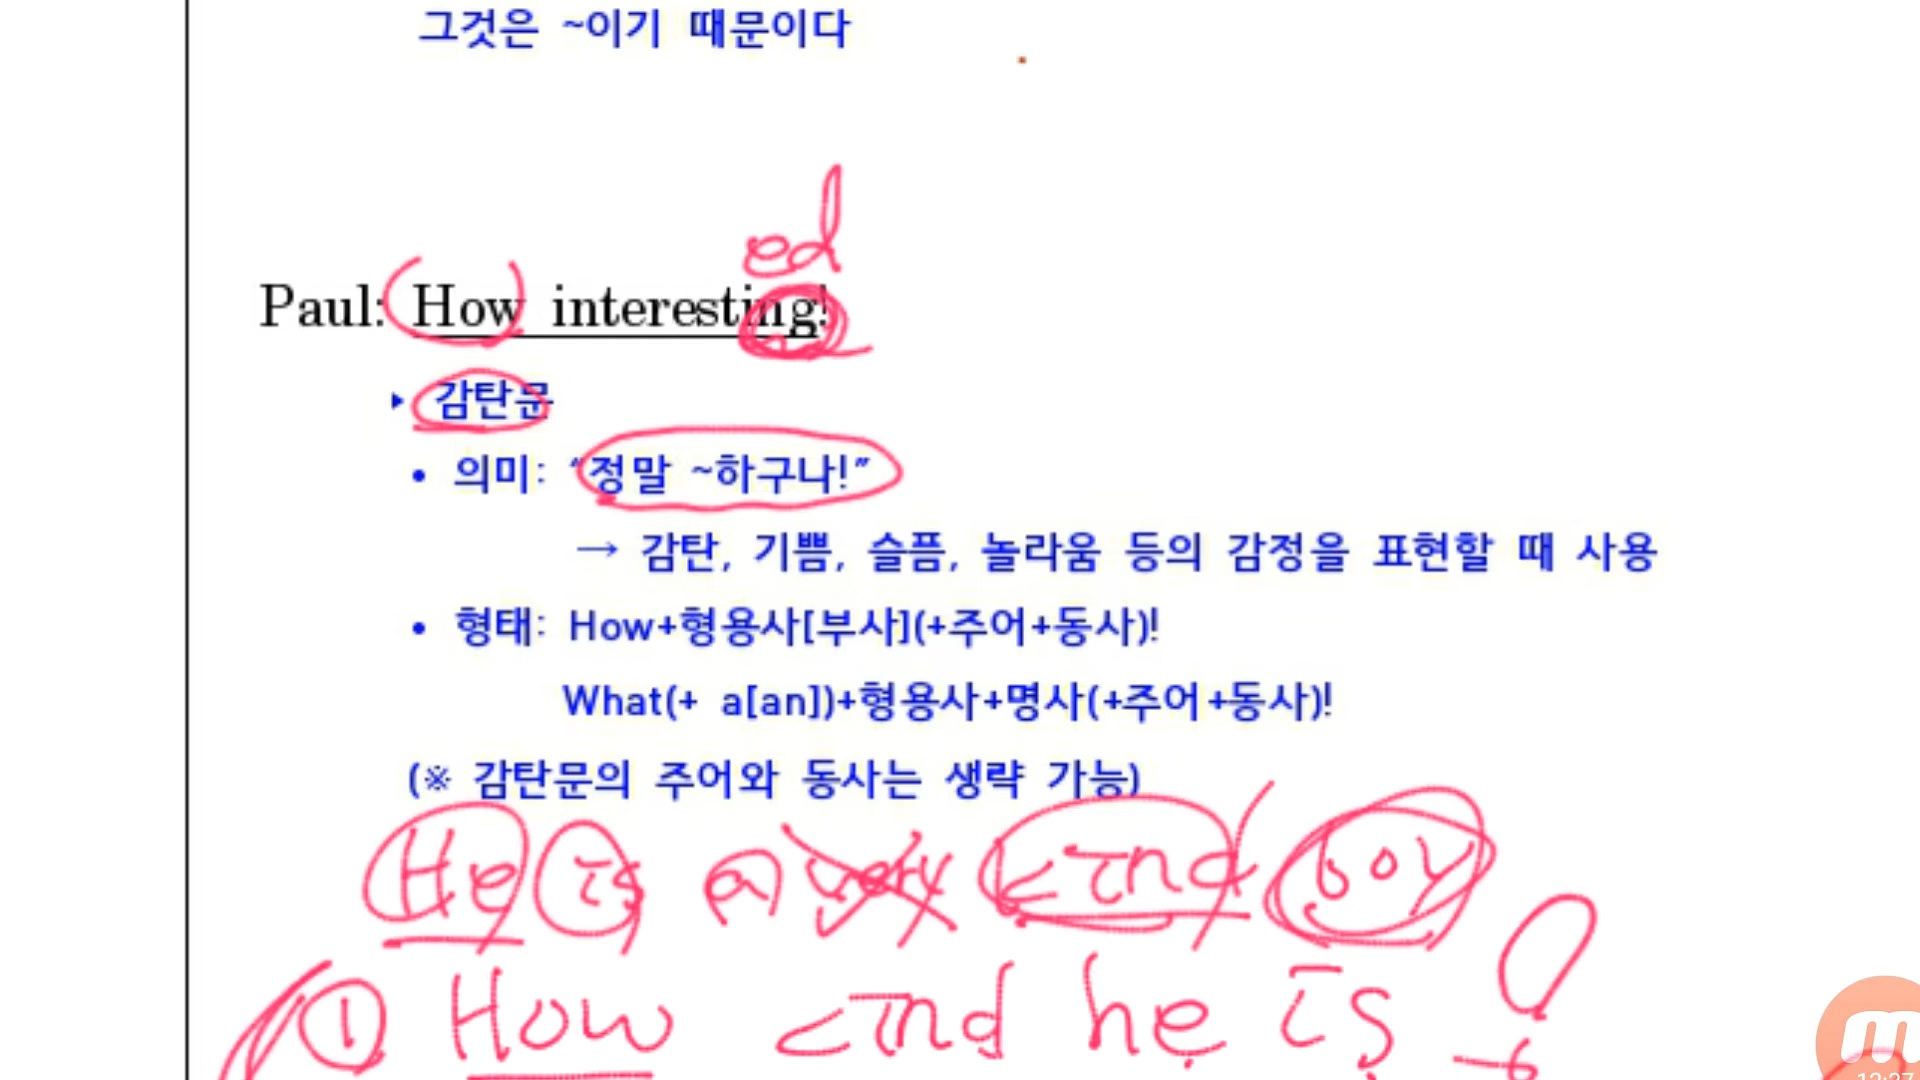 그것은 ~이기 때문이다
ed
Paul: How interesting!
▸ 감탄문
• 의미: “정말 ~하구나!”
→ 감탄, 기쁨, 슬픔, 놀라움 등의 감정을 표현할 때 사용
• 형태: How+형용사[부사](+주어+동사)!
What(+ a[an])+형용사+명사(+주어+동사)!
(※ 감탄문의 주어와 동사는 생략 가능)
He is a very kind boy
① How kind he is !